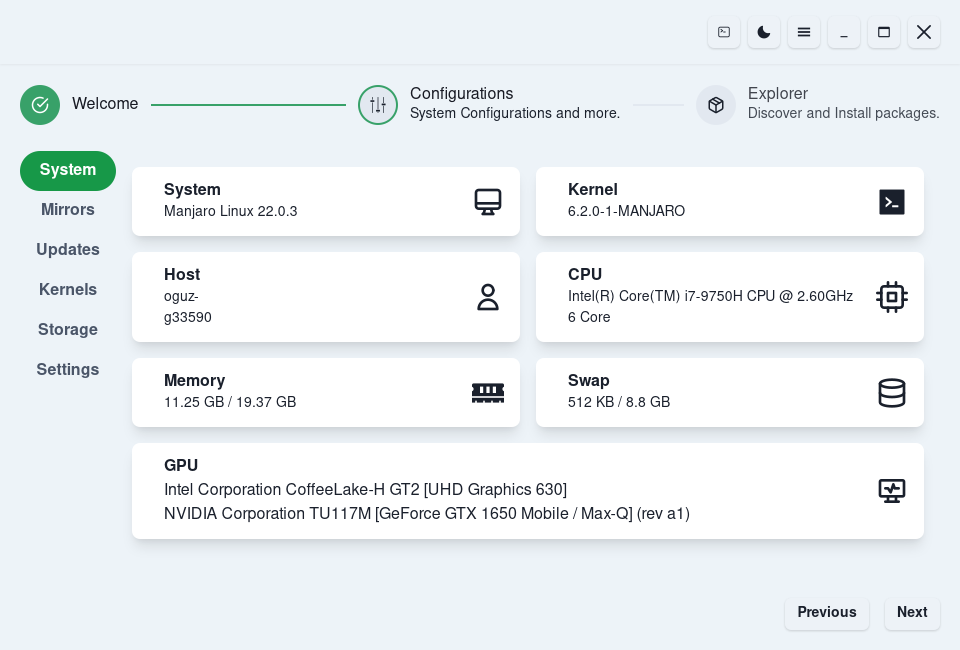 Welcome
Configurations
System Configurations and more.
Explorer
Discover and Install packages.
System
Mirrors
Updates
Kernels
Storage
Settings
System
Manjaro Linux 22.0.3
Kernel
6.2.0-1-MANJARO
Host
oguz-
g33590
CPU
Intel(R) Core(TM) i7-9750H CPU @ 2.60GHz
6 Core
Memory
11.25 GB / 19.37 GB
Swap
512 KB / 8.8 GB
GPU
Intel Corporation CoffeeLake-H GT2 [UHD Graphics 630]
NVIDIA Corporation TU117M [GeForce GTX 1650 Mobile / Max-Q] (rev a1)
Previous
Next